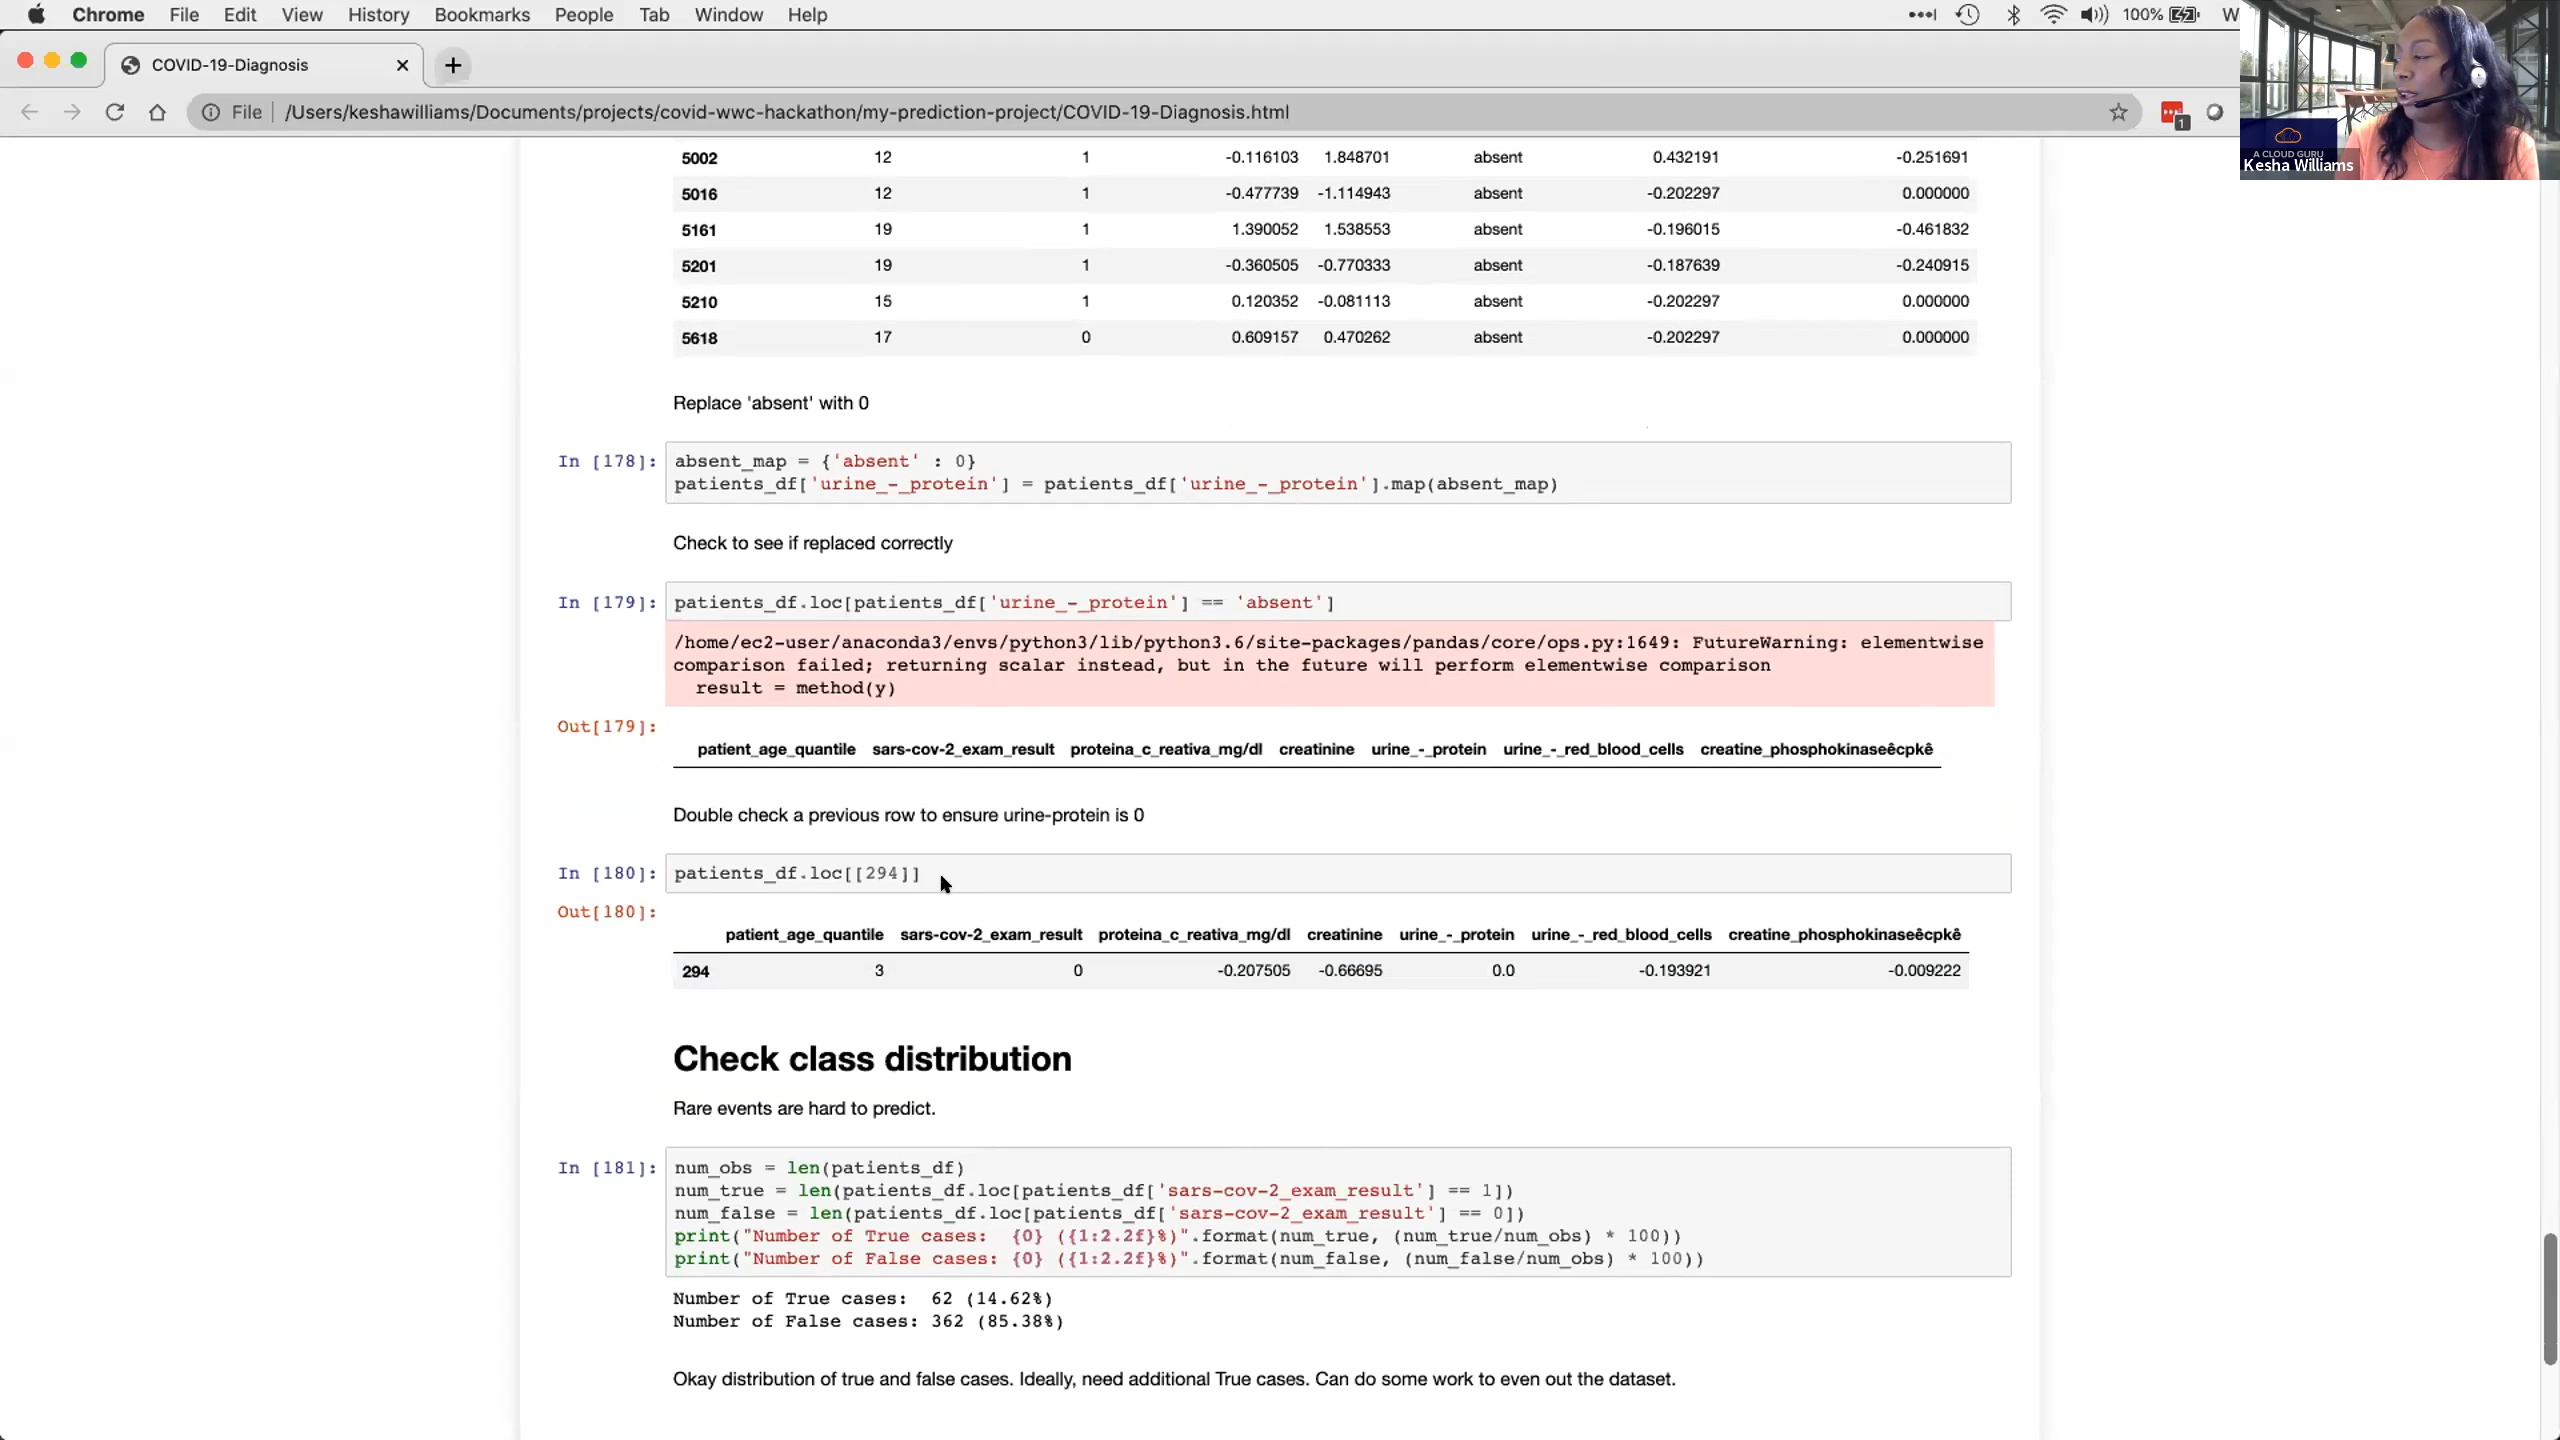 Chrome File Edit View History Bookmarks People Tab Window Help 100% W
COVID-19-Diagnosis
File /Users/keshawilliams/Documents/projects/covid-wwc-hackathon/my-prediction-project/COVID-19-Diagnosis.html 1
A CLOUD GURU
Kesha Williams
5002 12 1 -0.116103 1.848701 absent 0.432191 -0.251691
5016 12 1 -0.477739 -1.114943 absent -0.202297 0.000000
5161 19 1 1.390052 1.538553 absent -0.196015 -0.461832
5201 19 1 -0.360505 -0.770333 absent -0.187639 -0.240915
5210 15 1 0.120352 -0.081113 absent -0.202297 0.000000
5618 17 0 0.609157 0.470262 absent -0.202297 0.000000
Replace 'absent' with 0
In [178]: absent_map = {'absent' : 0}
patients_df['urine_-_protein'] = patients_df['urine_-_protein'].map(absent_map)
Check to see if replaced correctly
In [179]: patients_df.loc[patients_df['urine_-_protein'] == 'absent']
/home/ec2-user/anaconda3/envs/python3/lib/python3.6/site-packages/pandas/core/ops.py:1649: FutureWarning: elementwise
comparison failed; returning scalar instead, but in the future will perform elementwise comparison
result = method(y)
Out[179]:
patient_age_quantile sars-cov-2_exam_result proteina_c_reativa_mg/dl creatinine urine_-_protein urine_-_red_blood_cells creatine_phosphokinaseêcpkê
Double check a previous row to ensure urine-protein is 0
In [180]: patients_df.loc[[294]]
Out[180]:
patient_age_quantile sars-cov-2_exam_result proteina_c_reativa_mg/dl creatinine urine_-_protein urine_-_red_blood_cells creatine_phosphokinaseêcpkê
294 3 0 -0.207505 -0.66695 0.0 -0.193921 -0.009222
Check class distribution
Rare events are hard to predict.
In [181]: num_obs = len(patients_df)
num_true = len(patients_df.loc[patients_df['sars-cov-2_exam_result'] == 1])
num_false = len(patients_df.loc[patients_df['sars-cov-2_exam_result'] == 0])
print("Number of True cases:  {0} ({1:2.2f}%)".format(num_true, (num_true/num_obs) * 100))
print("Number of False cases: {0} ({1:2.2f}%)".format(num_false, (num_false/num_obs) * 100))
Number of True cases:  62 (14.62%)
Number of False cases: 362 (85.38%)
Okay distribution of true and false cases. Ideally, need additional True cases. Can do some work to even out the dataset.